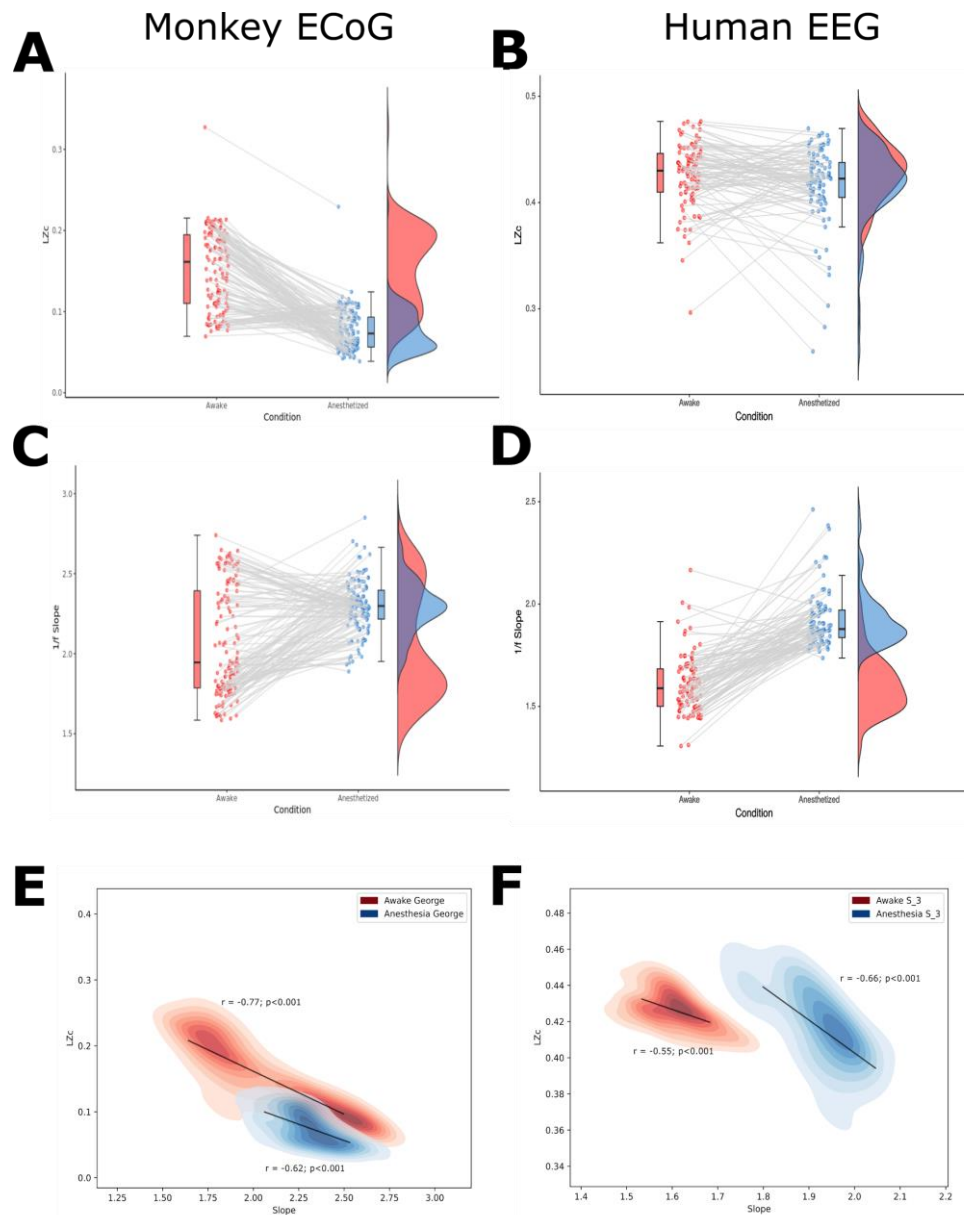 Monkey ECoG
Human EEG
A
0.3
0.2
0.1
0.0
LZc
Awake
Anesthetized
Condition
B
0.5
0.4
0.3
LZc
Awake
Anesthetized
Condition
C
3.0
2.5
2.0
1.5
1/f Slope
Awake
Anesthetized
Condition
D
2.5
2.0
1.5
1/f Slope
Awake
Anesthetized
Condition
E
Awake George
Anesthesia George
0.4
0.3
0.2
0.1
0.0
LZc
r = -0.77; p<0.001
r = -0.62; p<0.001
1.25 1.50 1.75 2.00 2.25 2.50 2.75 3.00
Slope
F
Awake S_3
Anesthesia S_3
0.48
0.46
0.44
0.42
0.40
0.38
0.36
0.34
LZc
r = -0.66; p<0.001
r = -0.55; p<0.001
1.4 1.5 1.6 1.7 1.8 1.9 2.0 2.1 2.2
Slope